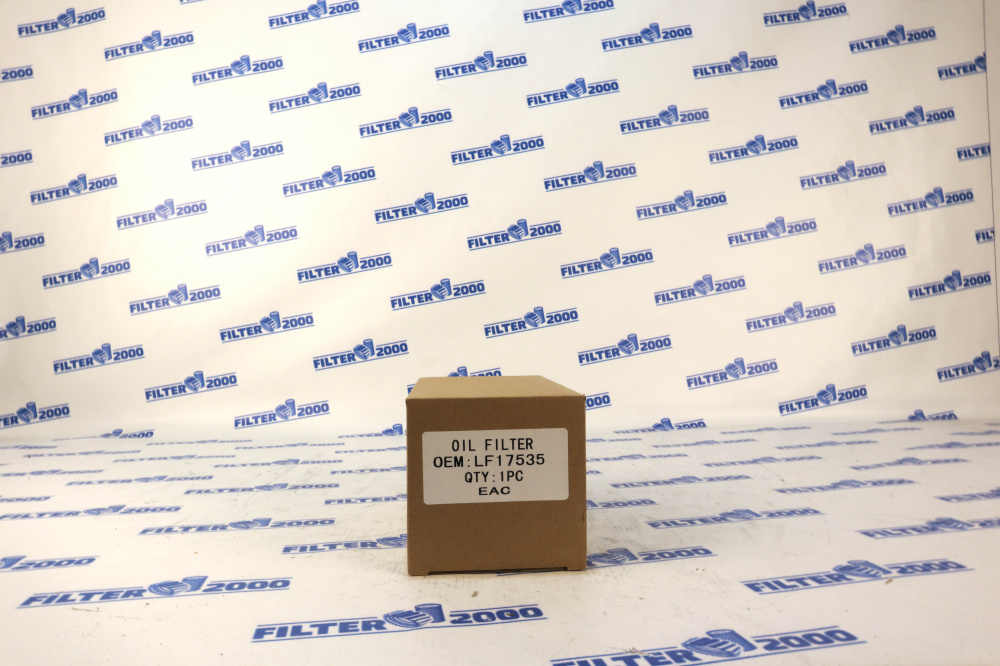 OIL FILTER
OEM:LF17535
QTY:1PC
EAC
FILTER 2000